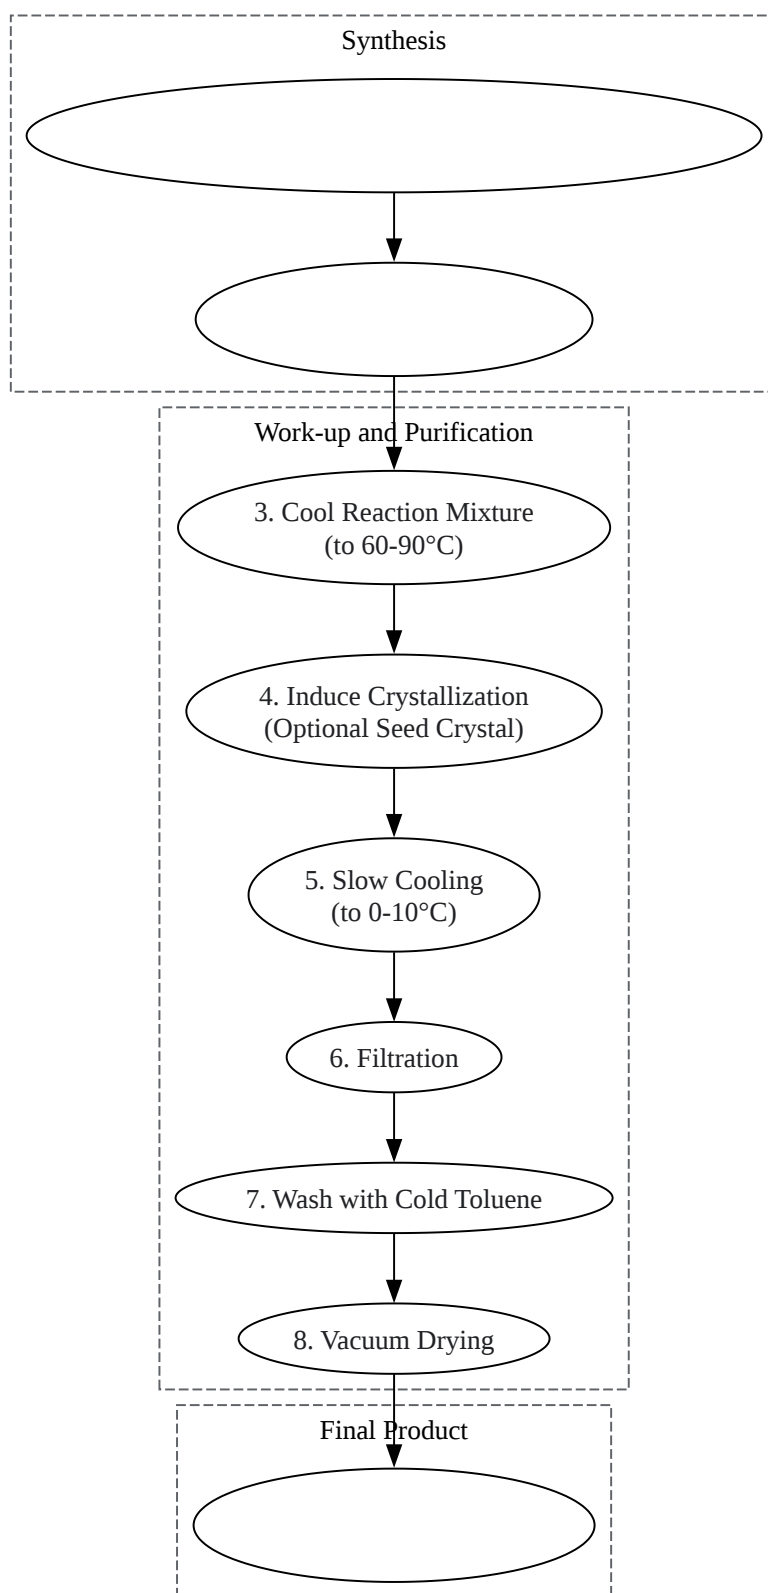 Synthesis
Work-up and Purification
3. Cool Reaction Mixture
(to 60-90°C)
4. Induce Crystallization
(Optional Seed Crystal)
5. Slow Cooling
(to 0-10°C)
6. Filtration
7. Wash with Cold Toluene
8. Vacuum Drying
Final Product